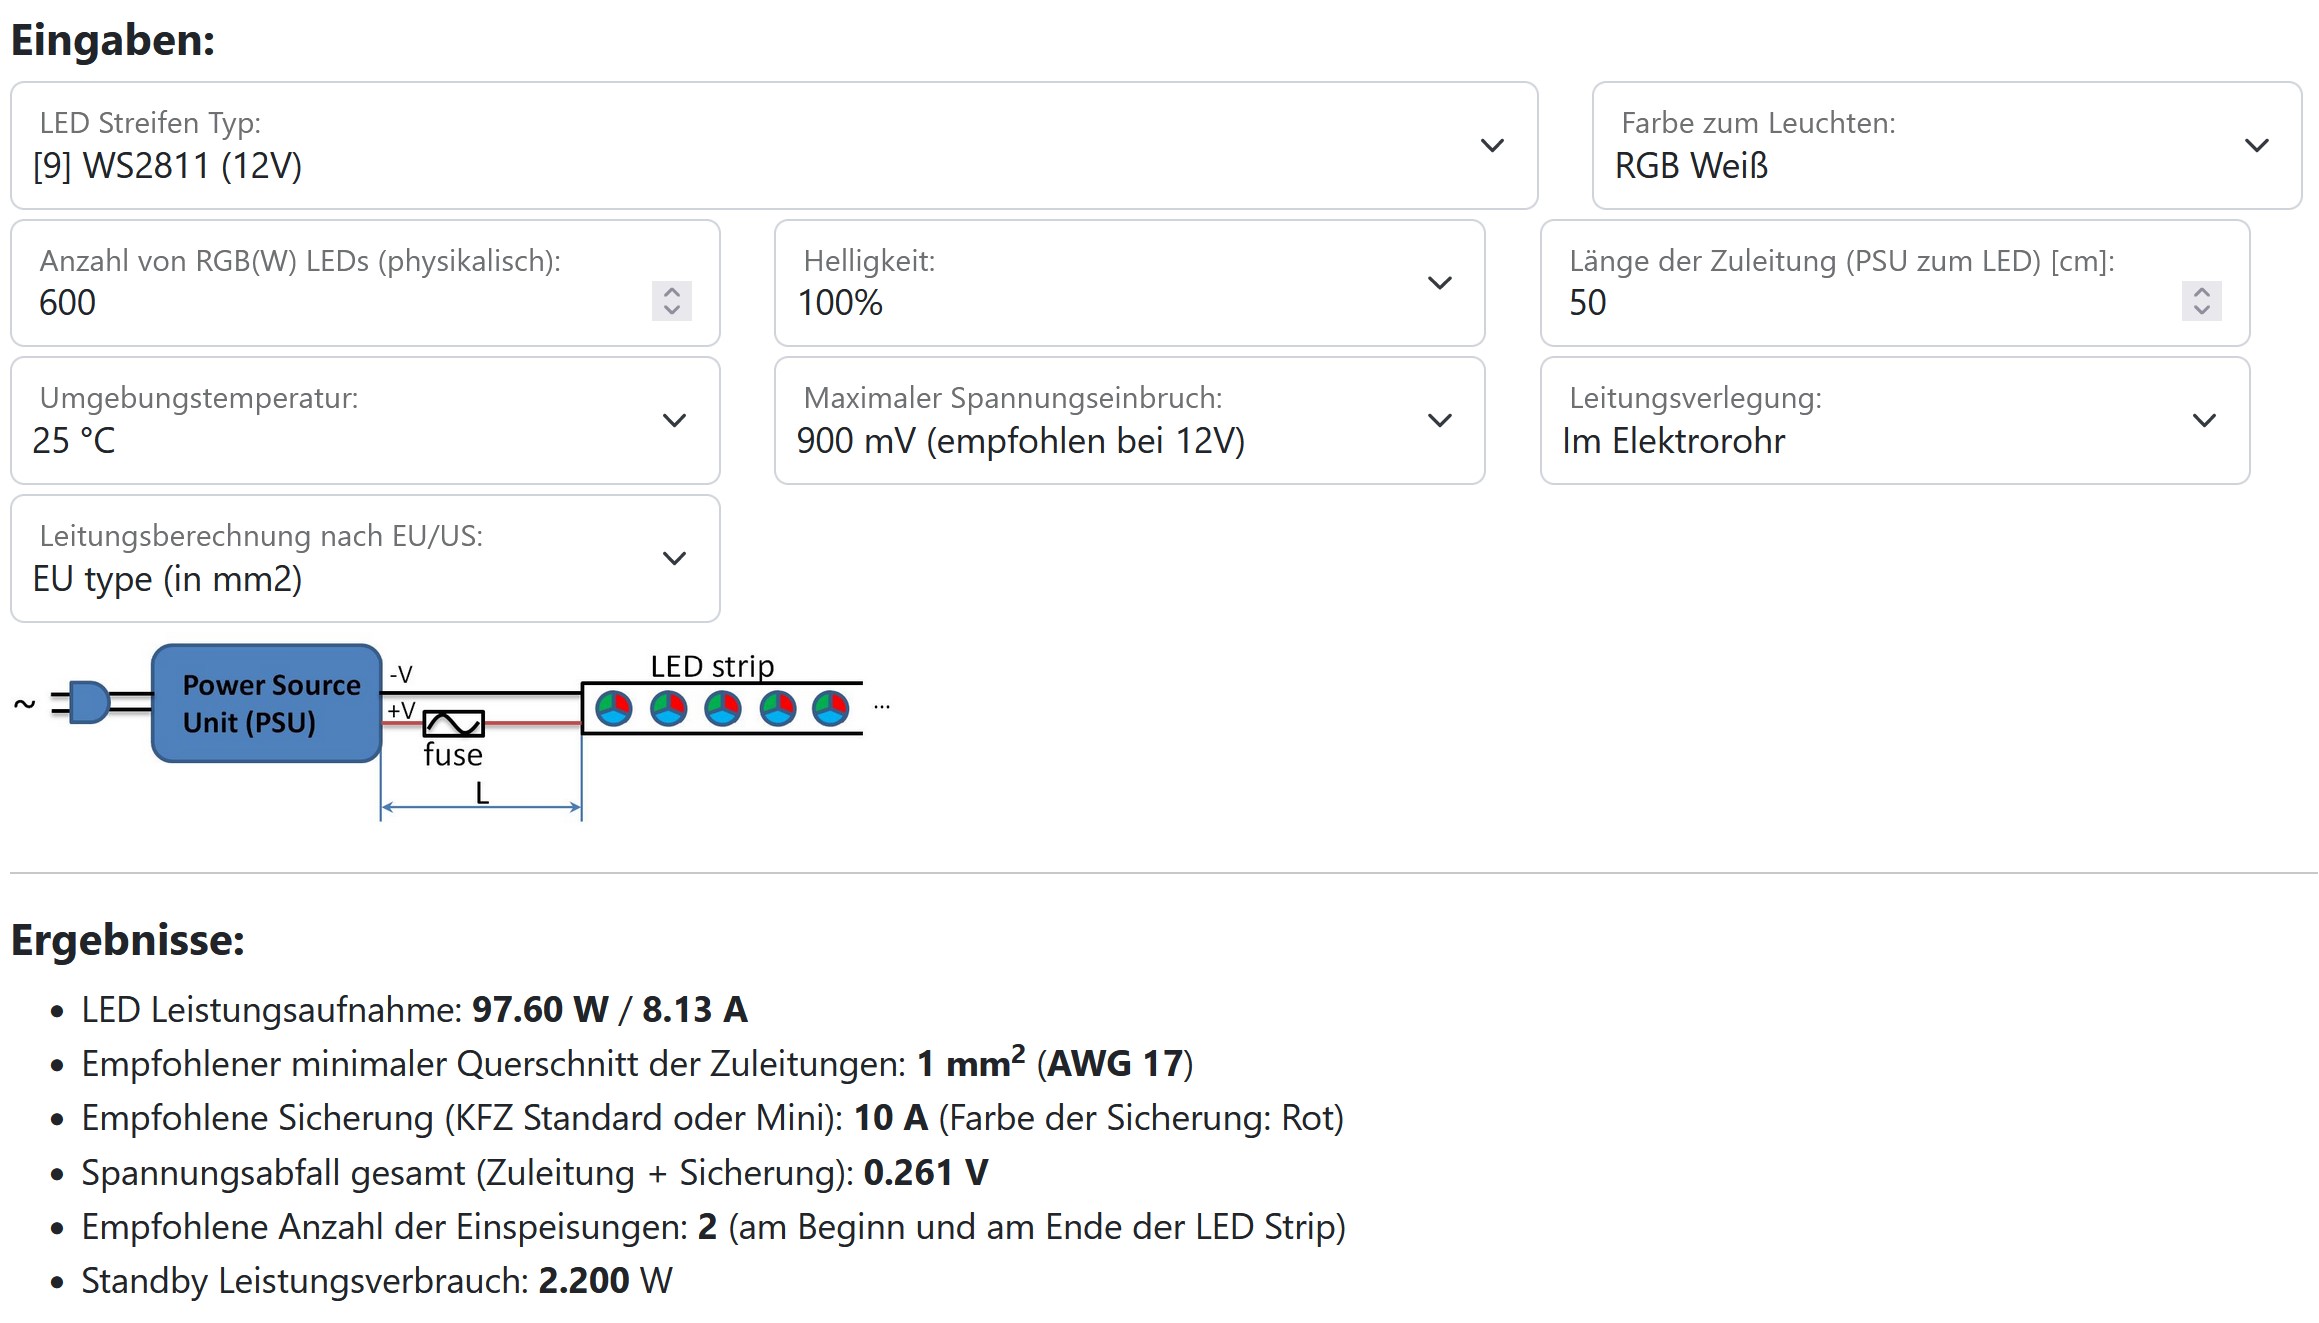 Eingaben:
LED Streifen Typ:
[9] WS2811 (12V)
Farbe zum Leuchten:
RGB Weiß
Anzahl von RGB(W) LEDs (physikalisch):
600
Helligkeit:
100%
Länge der Zuleitung (PSU zum LED) [cm]:
50
Umgebungstemperatur:
25 °C
Maximaler Spannungseinbruch:
900 mV (empfohlen bei 12V)
Leitungsverlegung:
Im Elektrorohr
Leitungsberechnung nach EU/US:
EU type (in mm2)
~
Power Source
Unit (PSU)
-V
+V
fuse
L
LED strip
...
Ergebnisse:
• LED Leistungsaufnahme: 97.60 W / 8.13 A
• Empfohlener minimaler Querschnitt der Zuleitungen: 1 mm² (AWG 17)
• Empfohlene Sicherung (KFZ Standard oder Mini): 10 A (Farbe der Sicherung: Rot)
• Spannungsabfall gesamt (Zuleitung + Sicherung): 0.261 V
• Empfohlene Anzahl der Einspeisungen: 2 (am Beginn und am Ende der LED Strip)
• Standby Leistungsverbrauch: 2.200 W